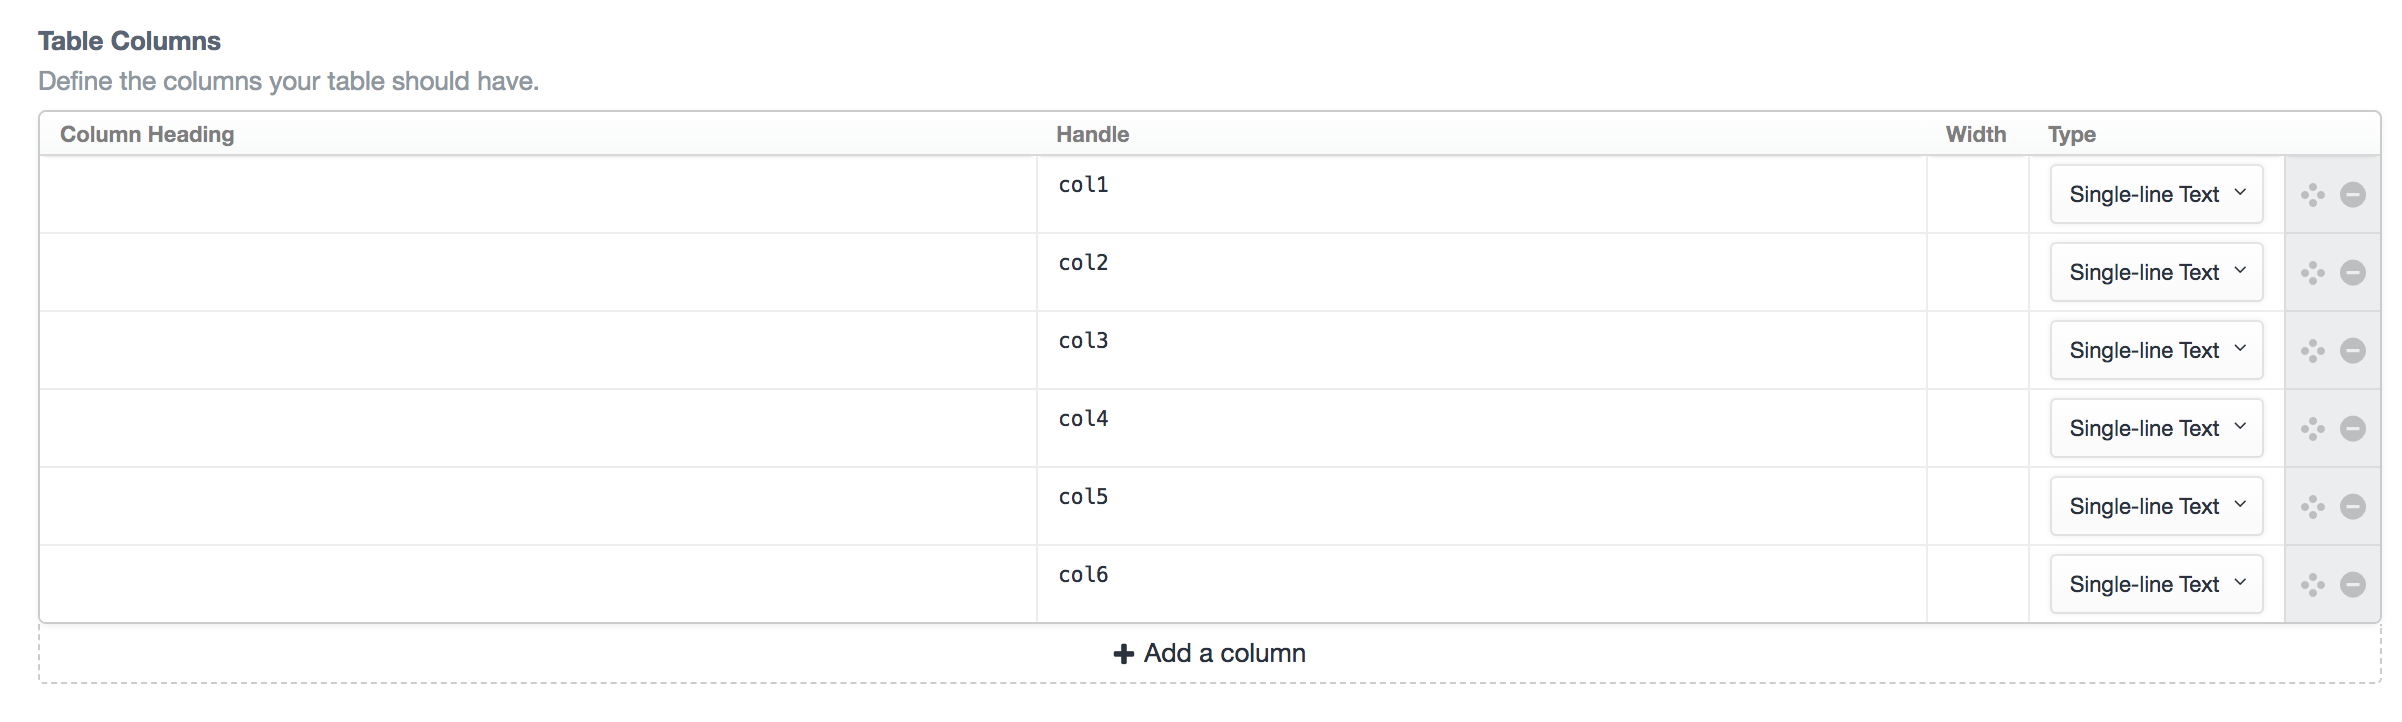 Table Columns
Define the columns your table should have.
Column Heading Handle Width Type
col1 Single-line Text
col2 Single-line Text
col3 Single-line Text
col4 Single-line Text
col5 Single-line Text
col6 Single-line Text
Add a column